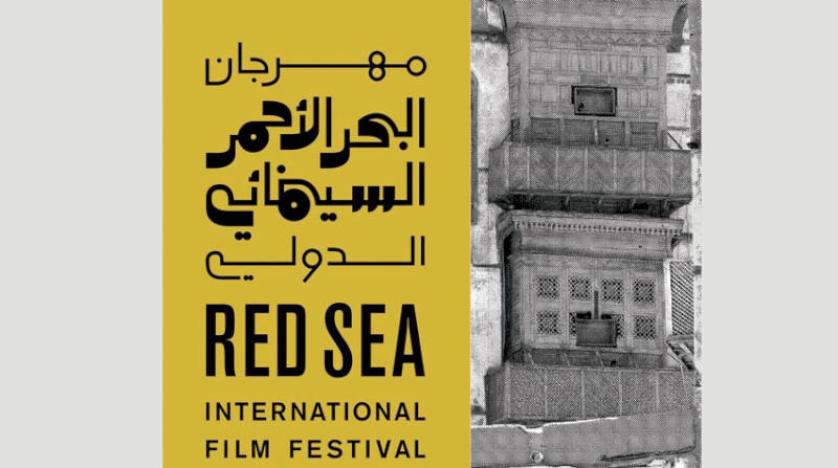 مهرجان
البحر الأحمر
السينمائي
الدولي
RED SEA
INTERNATIONAL
FILM FESTIVAL